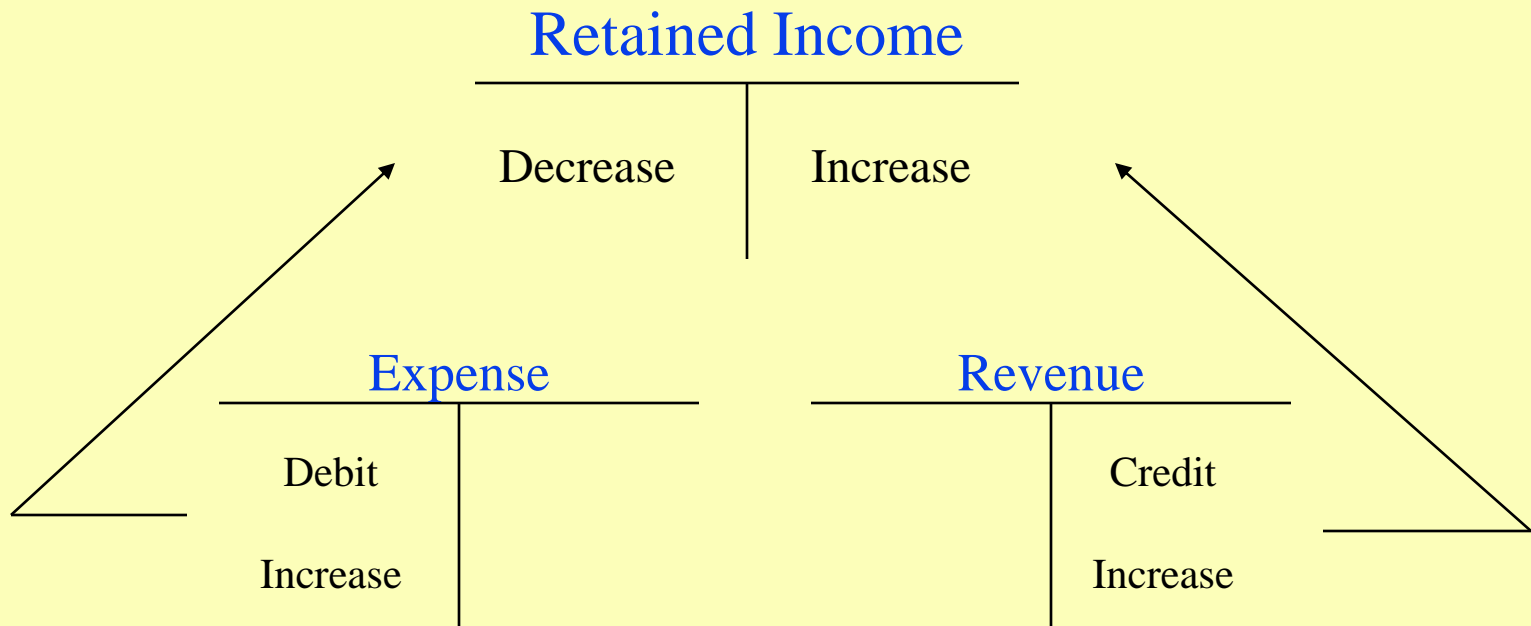 Retained Income
Decrease Increase
Expense Revenue
Debit Credit
Increase Increase